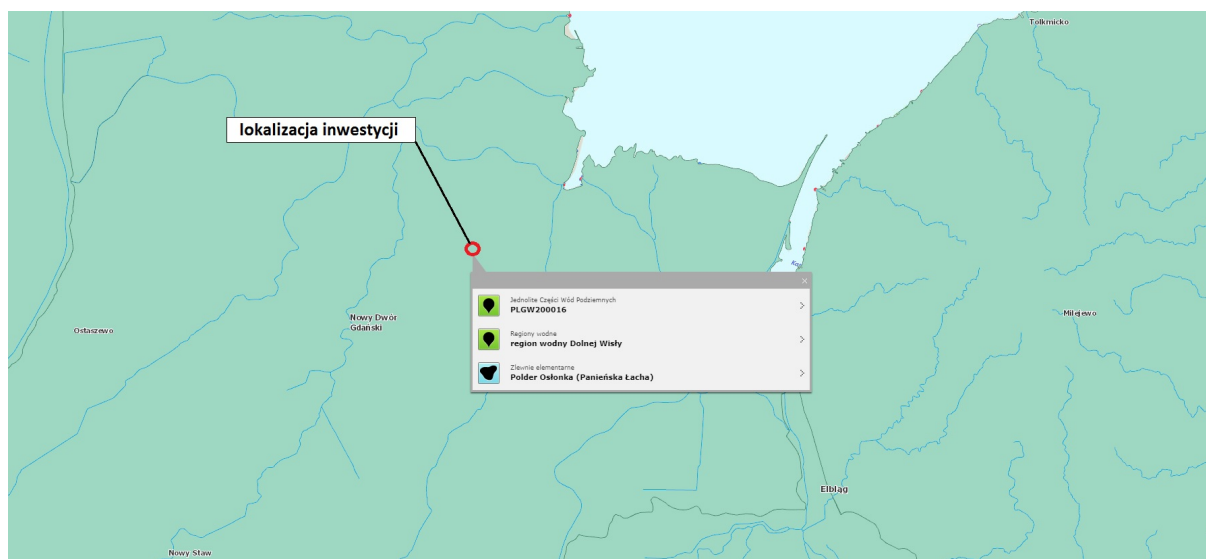 Tolkmicko
lokalizacja inwestycji
Jednolite Części Wód Podziemnych
PLGW200016
Regiony wodne
region wodny Dolnej Wisły
Zlewnie elementarne
Polder Osłonka (Panieńska Łacha)
Ostaszewo
Nowy Dwór
Gdański
Milejewo
Elbląg
Nowy Staw